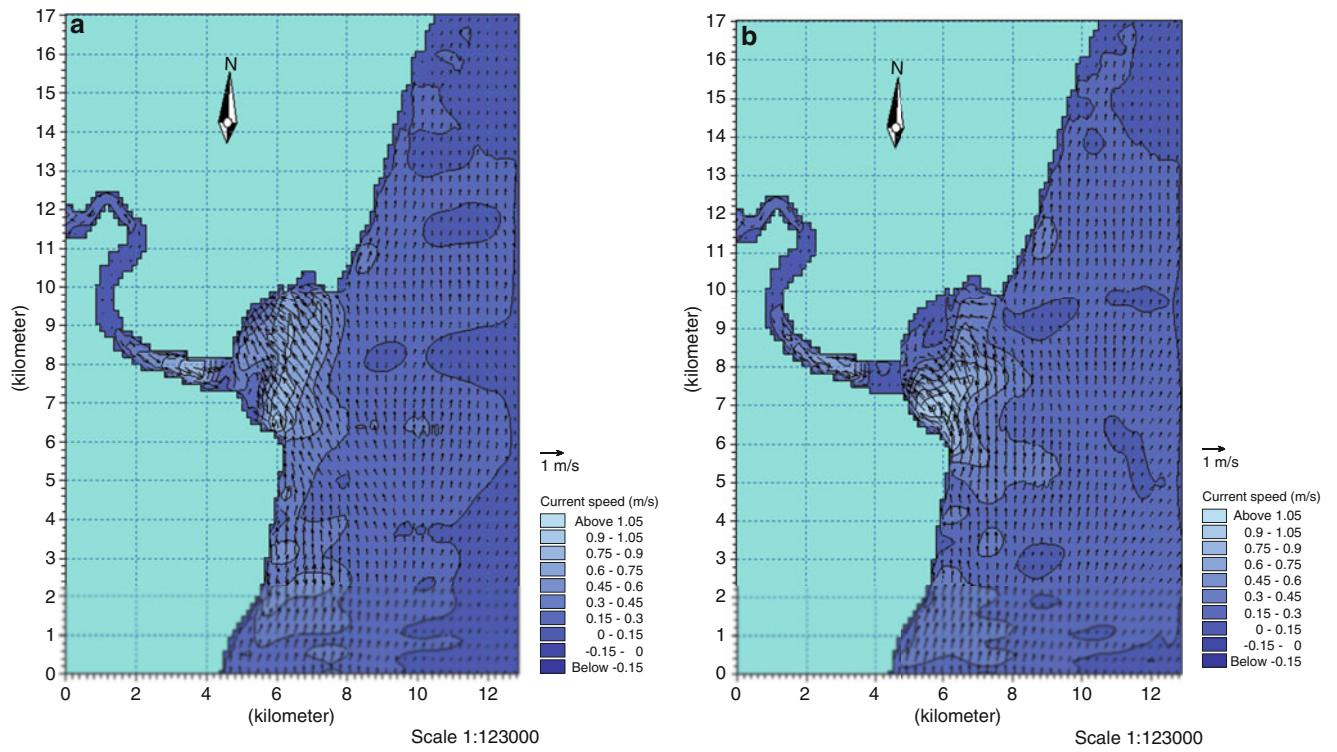 a
N
17
16
15
14
13
12
11
10
9
8
7
6
5
4
3
2
1
0
(kilometer)
0 2 4 6 8 10 12
(kilometer)
Scale 1:123000
1 m/s
Current speed (m/s)
Above 1.05
0.9 - 1.05
0.75 - 0.9
0.6 - 0.75
0.45 - 0.6
0.3 - 0.45
0.15 - 0.3
0 - 0.15
-0.15 - 0
Below -0.15
b
N
17
16
15
14
13
12
11
10
9
8
7
6
5
4
3
2
1
0
(kilometer)
0 2 4 6 8 10 12
(kilometer)
Scale 1:123000
1 m/s
Current speed (m/s)
Above 1.05
0.9 - 1.05
0.75 - 0.9
0.6 - 0.75
0.45 - 0.6
0.3 - 0.45
0.15 - 0.3
0 - 0.15
-0.15 - 0
Below -0.15